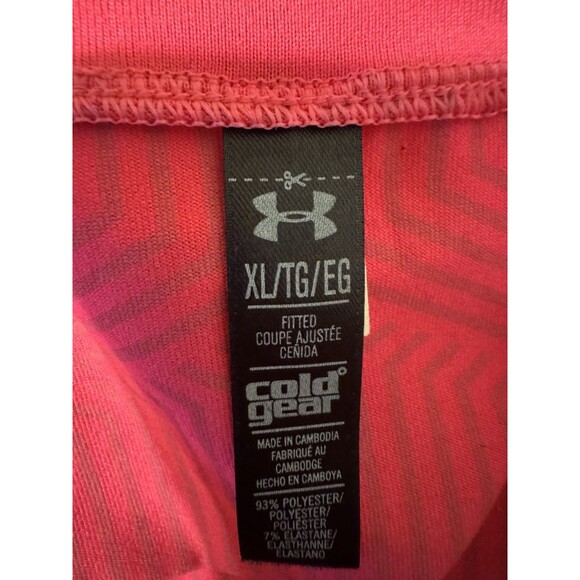 XL/TG/EG
FITTED
COUPE AJUSTÉE
CEÑIDA
cold
gear
MADE IN CAMBODIA
FABRIQUÉ AU
CAMBODGE
HECHO EN CAMBOYA
93% POLYESTER/
POLYESTER/
POLIÉSTER
7% ELASTANE/
ÉLASTHANNE/
ELASTANO